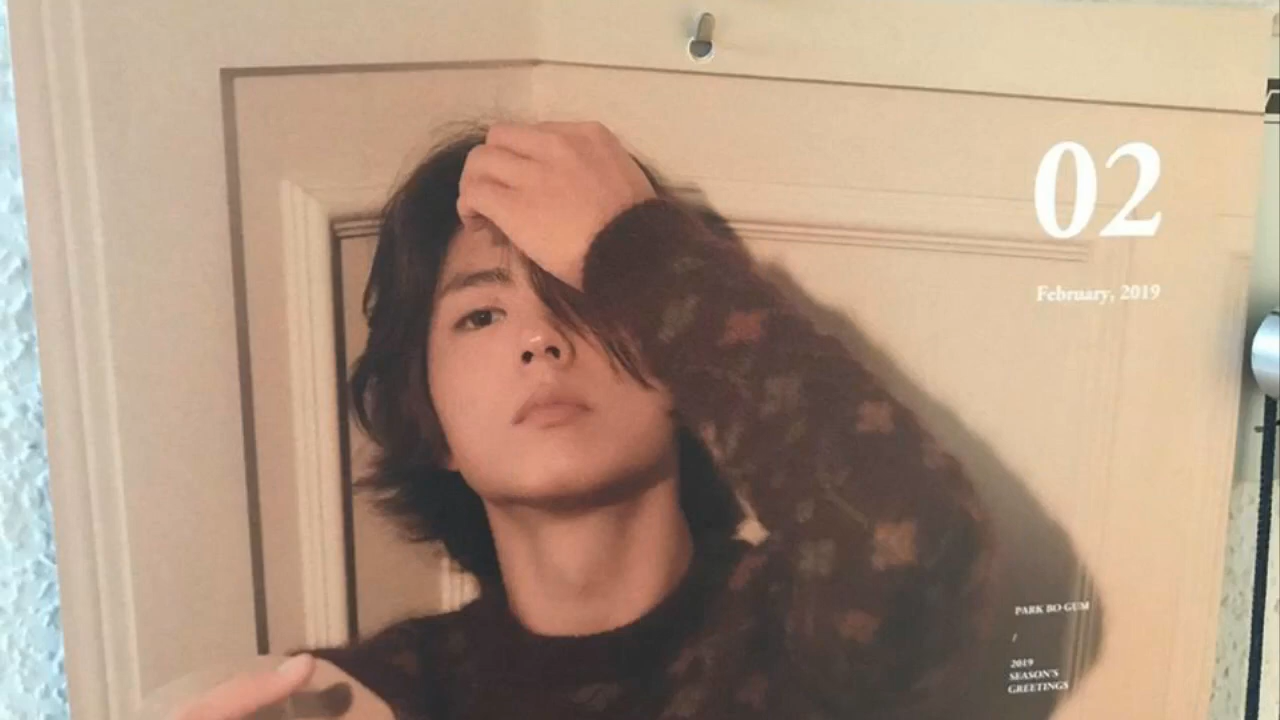 02
February, 2019
PARK BO GUM
/
2019
SEASON'S
GREETINGS